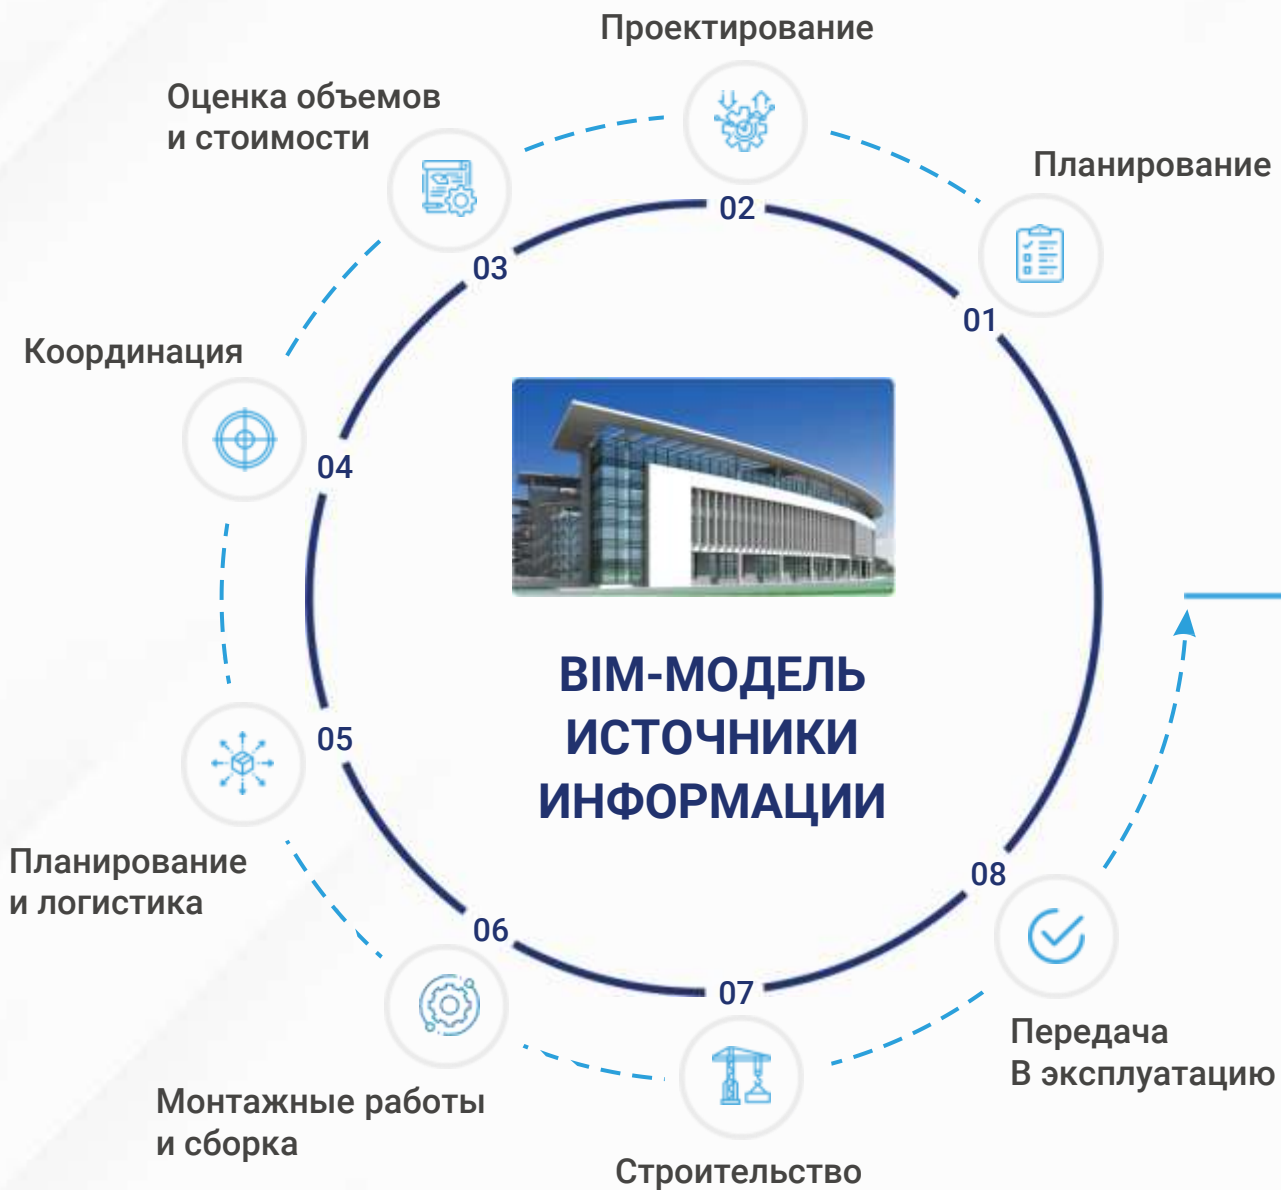 Проектирование
Оценка объемов
и стоимости
Планирование
02
03
01
Координация
04
BIM-МОДЕЛЬ
ИСТОЧНИКИ
ИНФОРМАЦИИ
05
Планирование
и логистика
08
06
07
Передача
В эксплуатацию
Монтажные работы
и сборка
Строительство